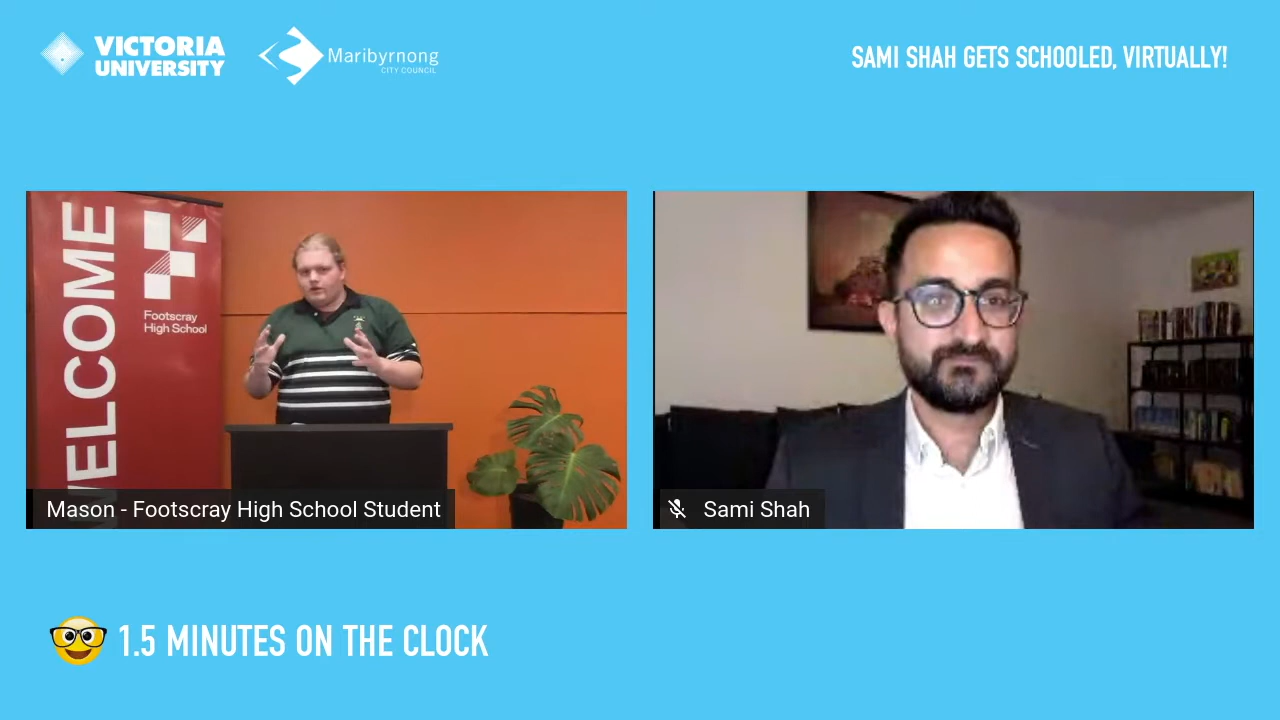 VICTORIA
UNIVERSITY
Maribyrnong
CITY COUNCIL
SAMI SHAH GETS SCHOOLED, VIRTUALLY!
WELCOME
Footscray
High School
Mason - Footscray High School Student
Sami Shah
1.5 MINUTES ON THE CLOCK